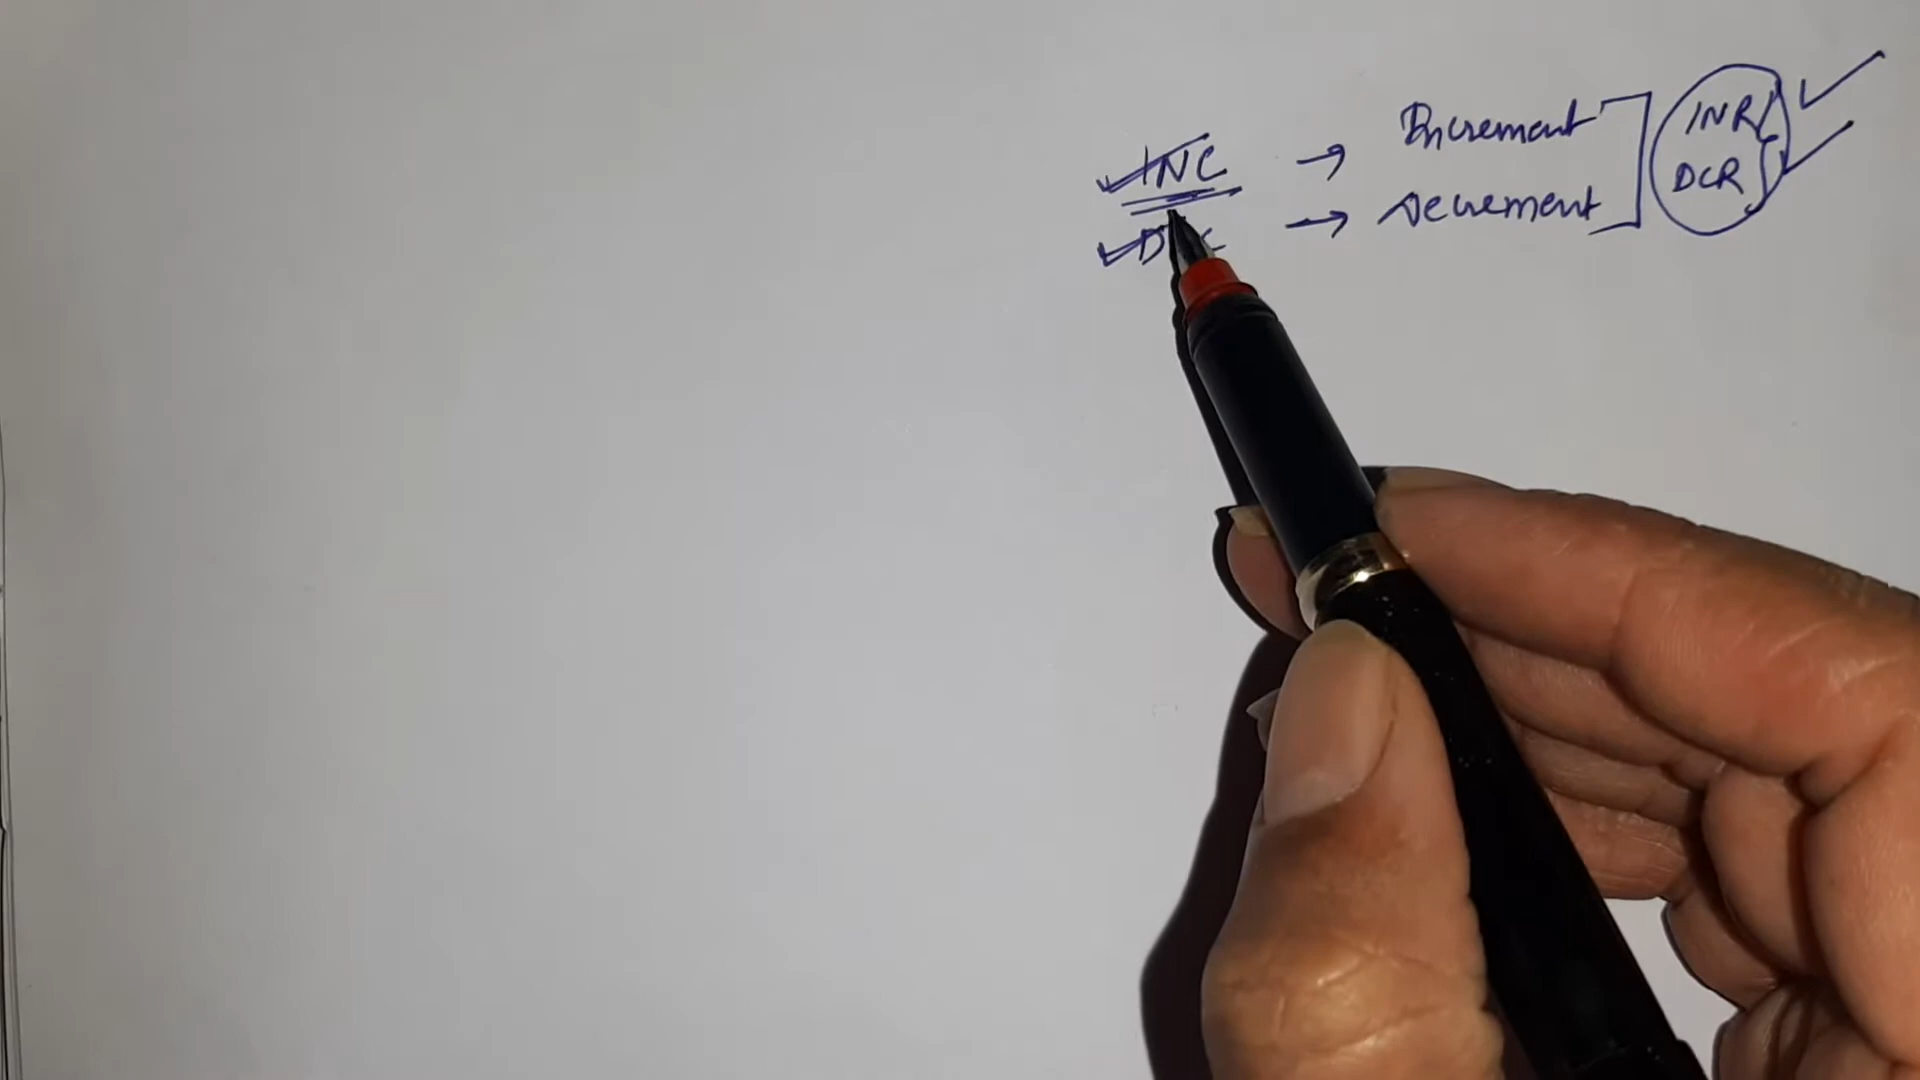 INC → Increment INR
→ Decrement DCR